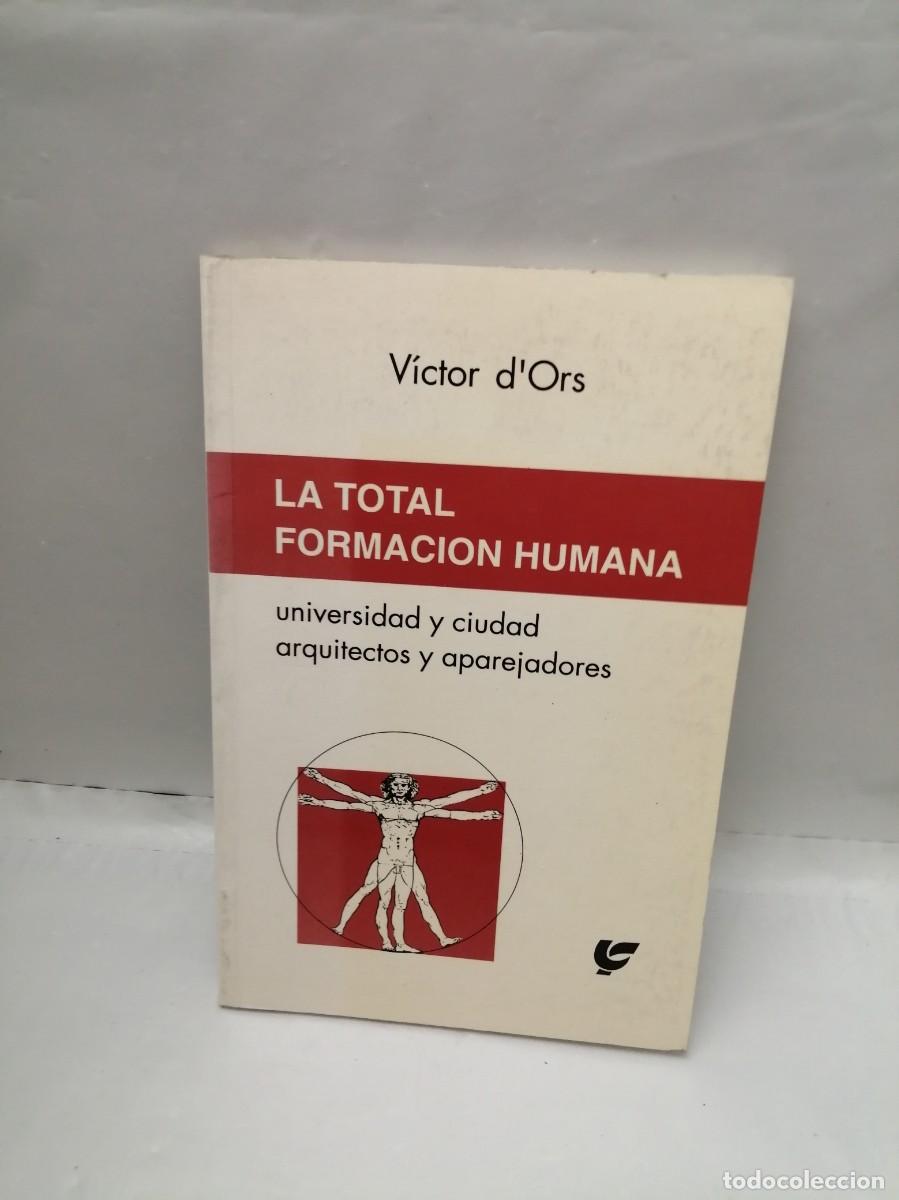 Víctor d'Ors
LA TOTAL
FORMACION HUMANA
universidad y ciudad
arquitectos y aparejadores
todocoleccion